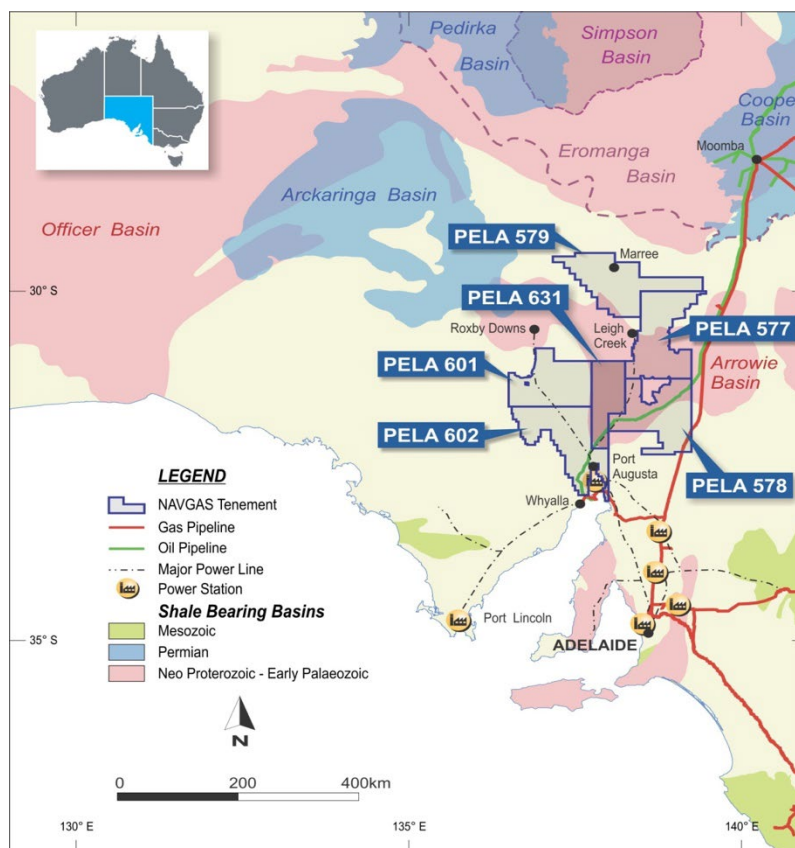 Pedirka
Basin
Simpson
Basin
Cooper
Basin
Moomba
Eromanga
Basin
Arckaringa Basin
Officer Basin
PELA 579
Marree
30° S
PELA 631
Roxby Downs
Leigh
Creek
PELA 577
Arrowie
Basin
PELA 601
PELA 602
Port
Augusta
PELA 578
Whyalla
LEGEND
NAVGAS Tenement
Gas Pipeline
Oil Pipeline
Major Power Line
Power Station
Shale Bearing Basins
Mesozoic
Permian
Neo Proterozoic - Early Palaeozoic
Port Lincoln
35° S
ADELAIDE
N
0 200 400km
130° E 135° E 140° E